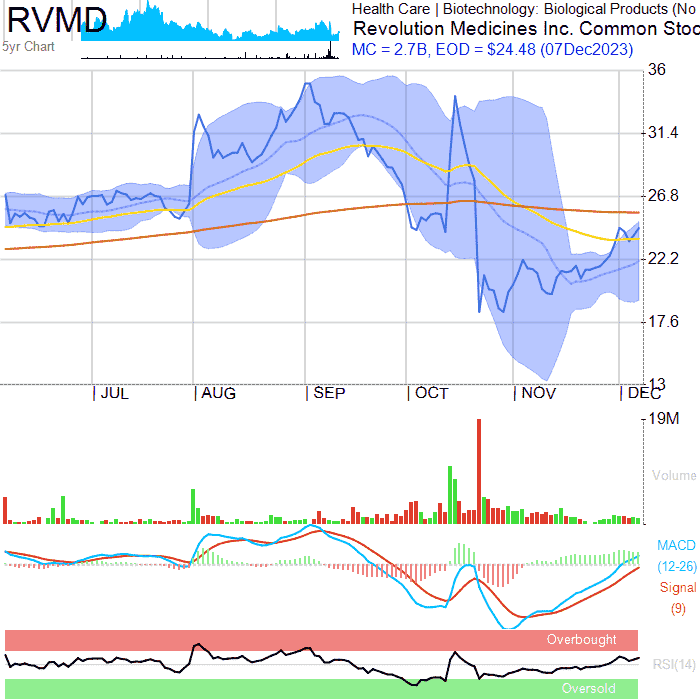 RVMD
5yr Chart
Health Care | Biotechnology: Biological Products (No
Revolution Medicines Inc. Common Stoc
MC = 2.7B, EOD = $24.48 (07Dec2023)
36
31.4
26.8
22.2
17.6
13
JUL AUG SEP OCT NOV DEC
19M
Volume
MACD
(12-26)
Signal
(9)
Overbought
RSI(14)
Oversold